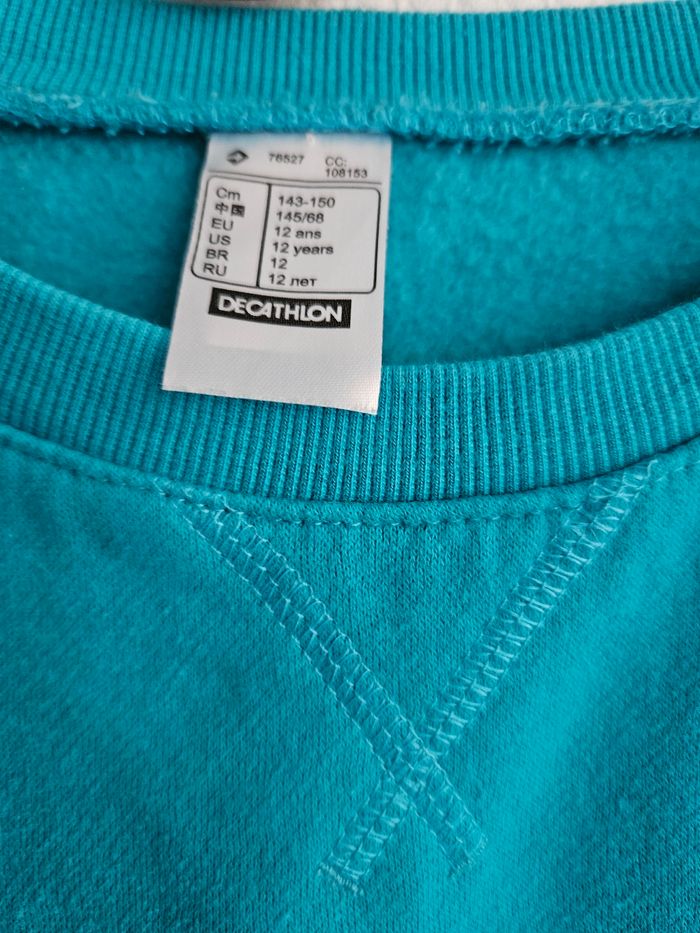 76527 CC:
108153
Cm 143-150
中国 145/68
EU 12 ans
US 12 years
BR 12
RU 12 лет
DECATHLON